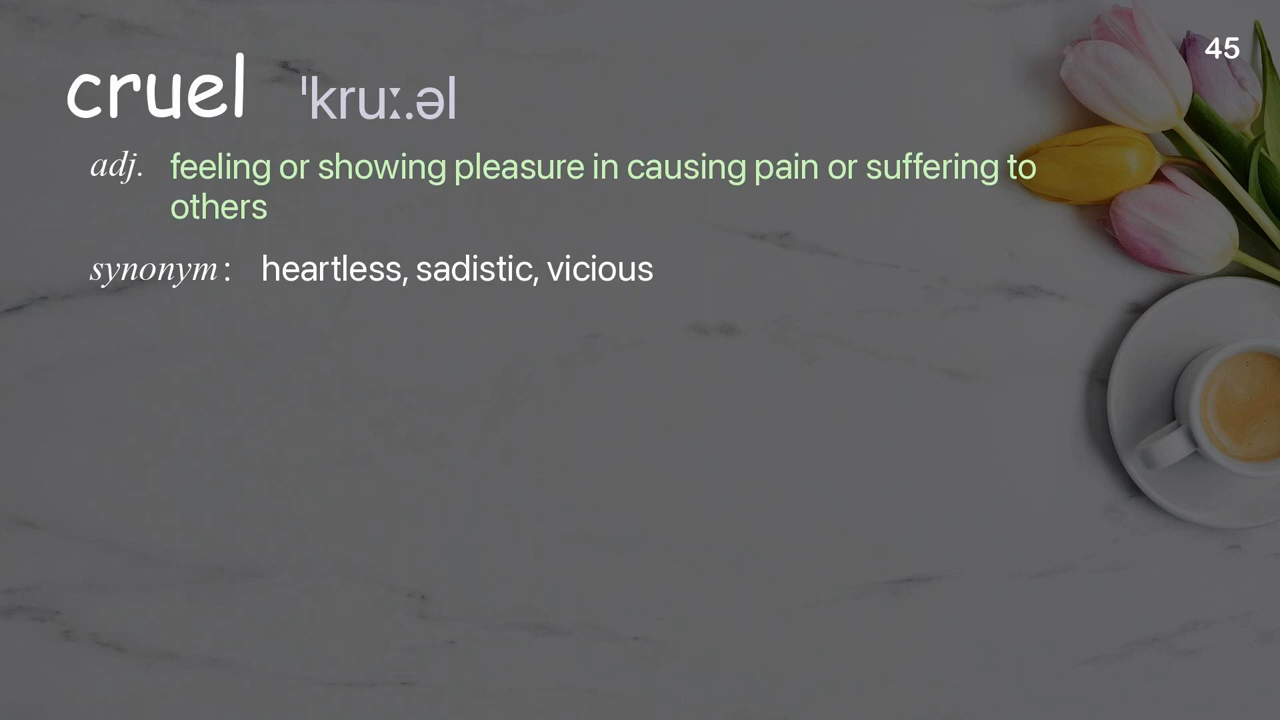 45
cruel ˈkruː.əl
adj. feeling or showing pleasure in causing pain or suffering to
others
synonym: heartless, sadistic, vicious